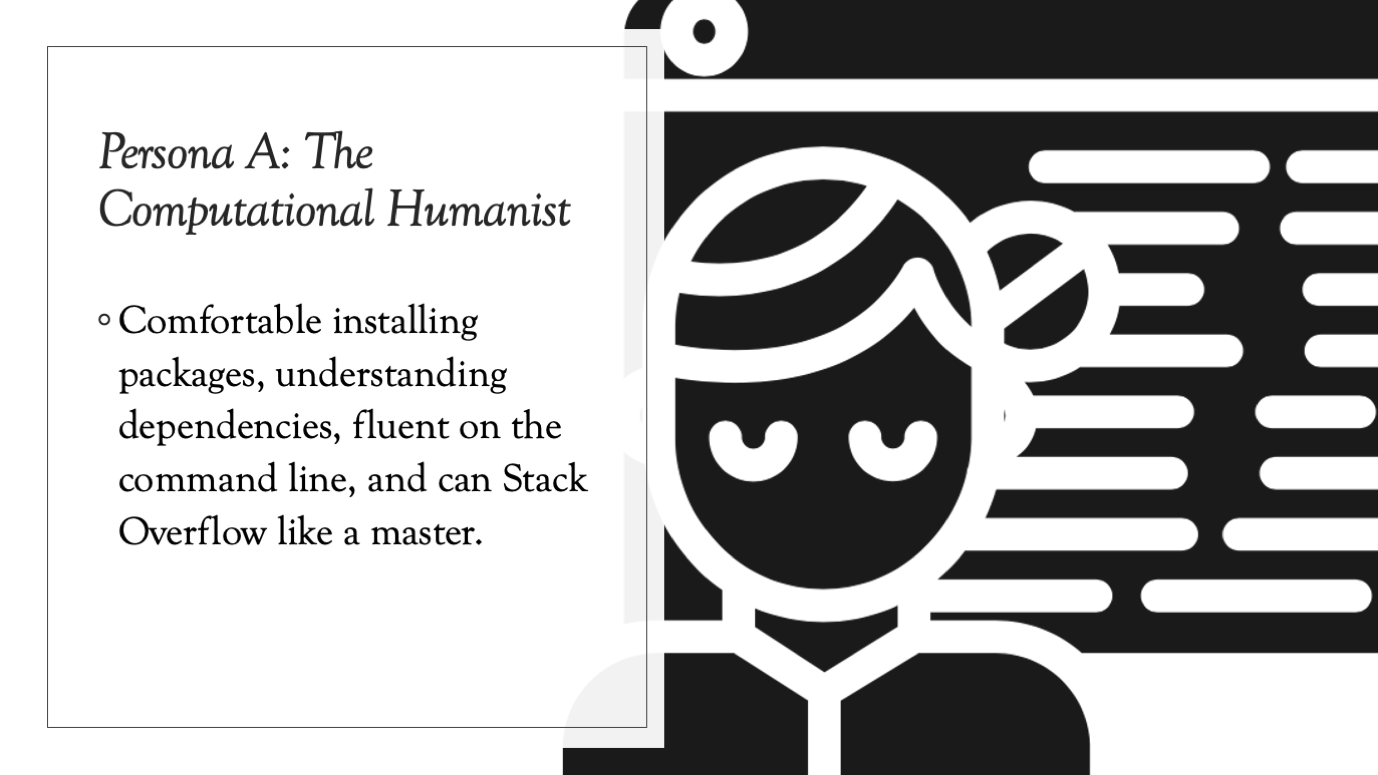 Persona A: The
Computational Humanist
Comfortable installing
packages, understanding
dependencies, fluent on the
command line, and can Stack
Overflow like a master.